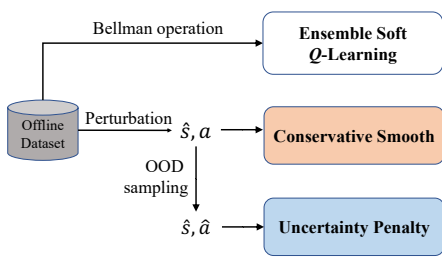 Bellman operation
Ensemble Soft
Q-Learning
Offline
Dataset
Perturbation
ŝ, a
Conservative Smooth
OOD
sampling
ŝ, â
Uncertainty Penalty